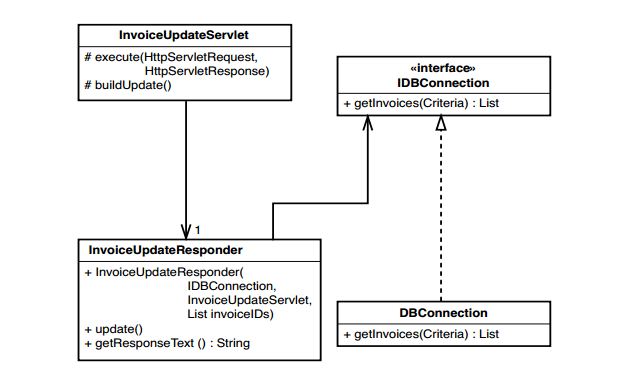 InvoiceUpdateServlet
# execute(HttpServletRequest,
HttpServletResponse)
# buildUpdate()
«interface»
IDBConnection
+ getInvoices(Criteria) : List
1
InvoiceUpdateResponder
+ InvoiceUpdateResponder(
IDBConnection,
InvoiceUpdateServlet,
List invoiceIDs)
+ update()
+ getResponseText () : String
DBConnection
+ getInvoices(Criteria) : List